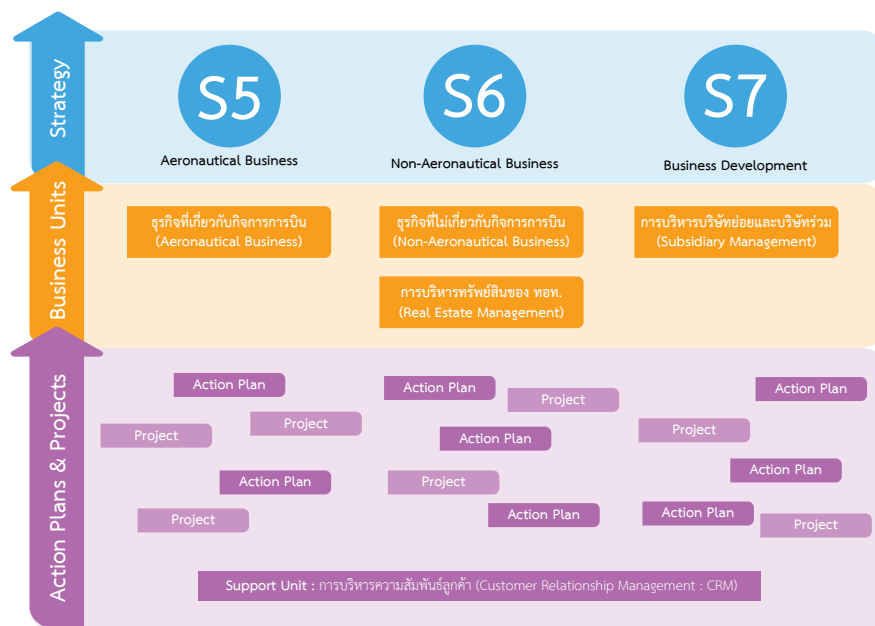 Strategy
S5
S6
S7
Aeronautical Business
Non-Aeronautical Business
Business Development
Business Units
ธุรกิจที่เกี่ยวกับกิจการการบิน
(Aeronautical Business)
ธุรกิจที่ไม่เกี่ยวกับกิจการการบิน
(Non-Aeronautical Business)
การบริหารบริษัทย่อยและบริษัทร่วม
(Subsidiary Management)
การบริหารทรัพย์สินของ ทอท.
(Real Estate Management)
Action Plans & Projects
Action Plan
Project
Project
Action Plan
Project
Action Plan
Project
Action Plan
Project
Action Plan
Action Plan
Project
Action Plan
Action Plan
Project
Support Unit : การบริหารความสัมพันธ์ลูกค้า (Customer Relationship Management : CRM)